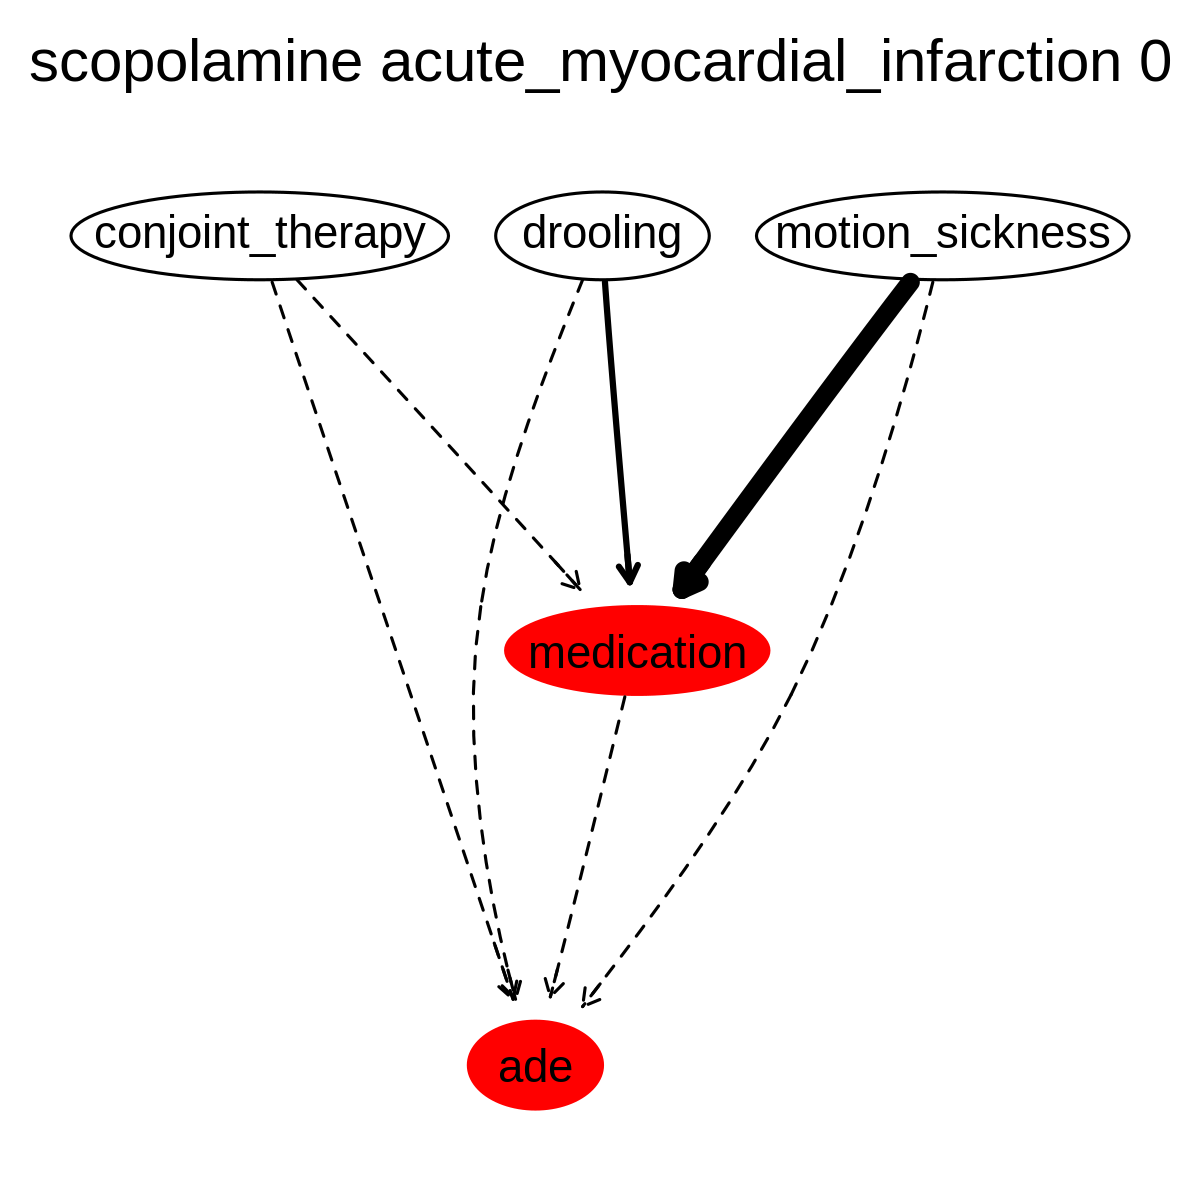 scopolamine acute_myocardial_infarction 0
conjoint_therapy drooling motion_sickness
medication
ade